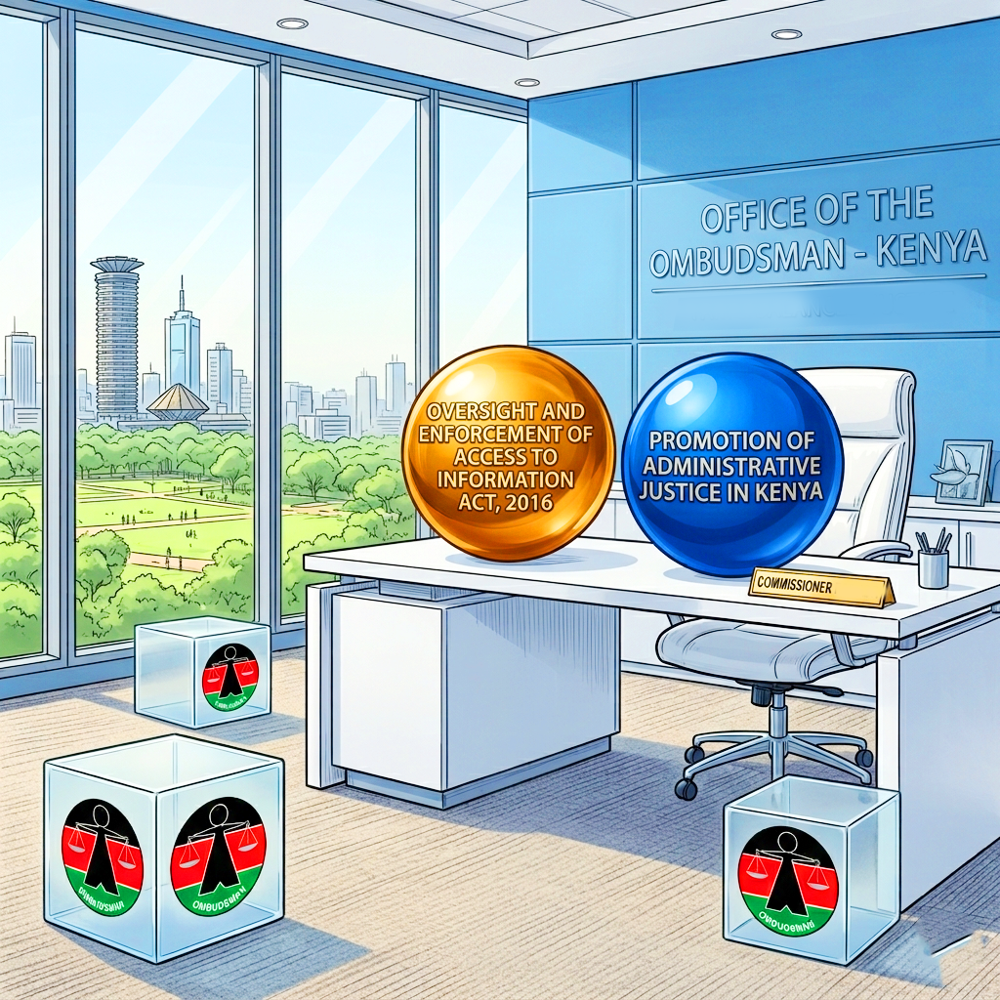 OFFICE OF THE
OMBUDSMAN - KENYA
OVERSIGHT AND
ENFORCEMENT OF
ACCESS TO
INFORMATION
ACT, 2016
PROMOTION OF
ADMINISTRATIVE
JUSTICE IN KENYA
COMMISSIONER